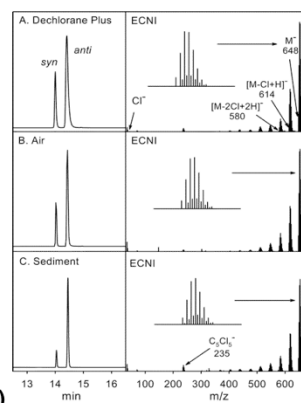 A. Dechlorane Plus
syn
anti
ECNI
M⁻
648
[M-Cl+H]⁻
614
[M-2Cl+2H]⁻
580
Cl⁻
B. Air
ECNI
C. Sediment
ECNI
C₅Cl₅⁻
235
13 14 15 16
min
100 200 300 400 500 600
m/z
)